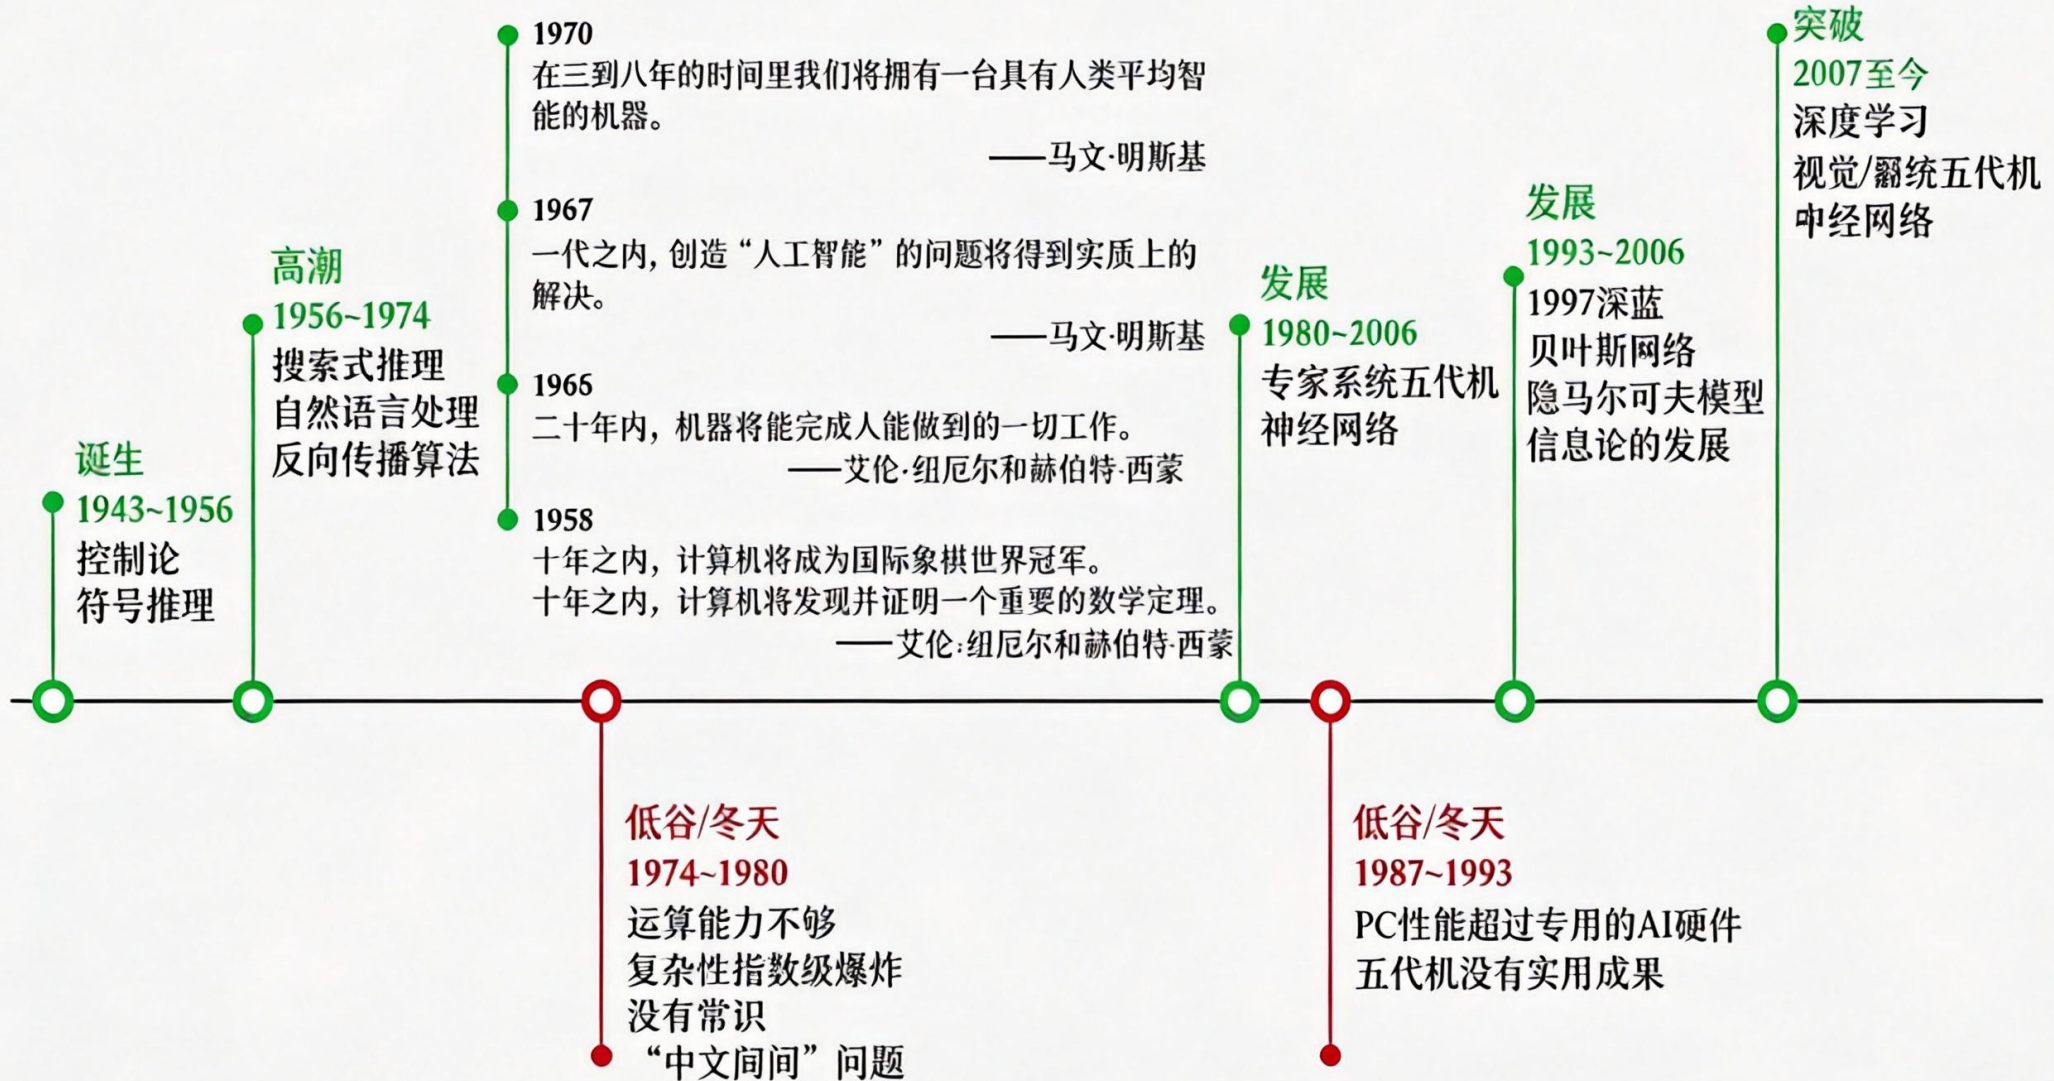 诞生
1943~1956
控制论
符号推理
高潮
1956~1974
搜索式推理
自然语言处理
反向传播算法
1970
在三到八年的时间里我们将拥有一台具有人类平均智
能的机器。
——马文·明斯基
1967
一代之内,创造“人工智能”的问题将得到实质上的
解决。
——马文·明斯基
1965
二十年内，机器将能完成人能做到的一切工作。
——艾伦·纽厄尔和赫伯特·西蒙
1958
十年之内，计算机将成为国际象棋世界冠军。
十年之内，计算机将发现并证明一个重要的数学定理。
——艾伦:纽厄尔和赫伯特·西蒙
低谷/冬天
1974~1980
运算能力不够
复杂性指数级爆炸
没有常识
“中文间间”问题
发展
1980~2006
专家系统五代机
神经网络
低谷/冬天
1987~1993
PC性能超过专用的AI硬件
五代机没有实用成果
发展
1993~2006
1997深蓝
贝叶斯网络
隐马尔可夫模型
信息论的发展
突破
2007至今
深度学习
视觉/统五代机
经网络